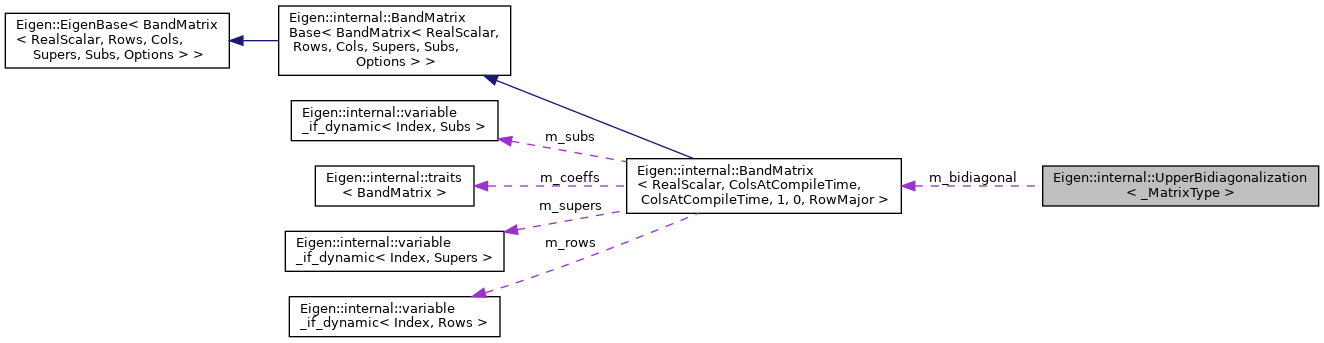 Eigen::EigenBase< BandMatrix
< RealScalar, Rows, Cols,
Supers, Subs, Options > >
Eigen::internal::BandMatrix
Base< BandMatrix< RealScalar,
Rows, Cols, Supers, Subs,
Options > >
Eigen::internal::variable
_if_dynamic< Index, Subs >
m_subs
Eigen::internal::traits
< BandMatrix >
m_coeffs
Eigen::internal::BandMatrix
< RealScalar, ColsAtCompileTime,
ColsAtCompileTime, 1, 0, RowMajor >
m_bidiagonal
Eigen::internal::UpperBidiagonalization
< _MatrixType >
m_supers
Eigen::internal::variable
_if_dynamic< Index, Supers >
m_rows
Eigen::internal::variable
_if_dynamic< Index, Rows >